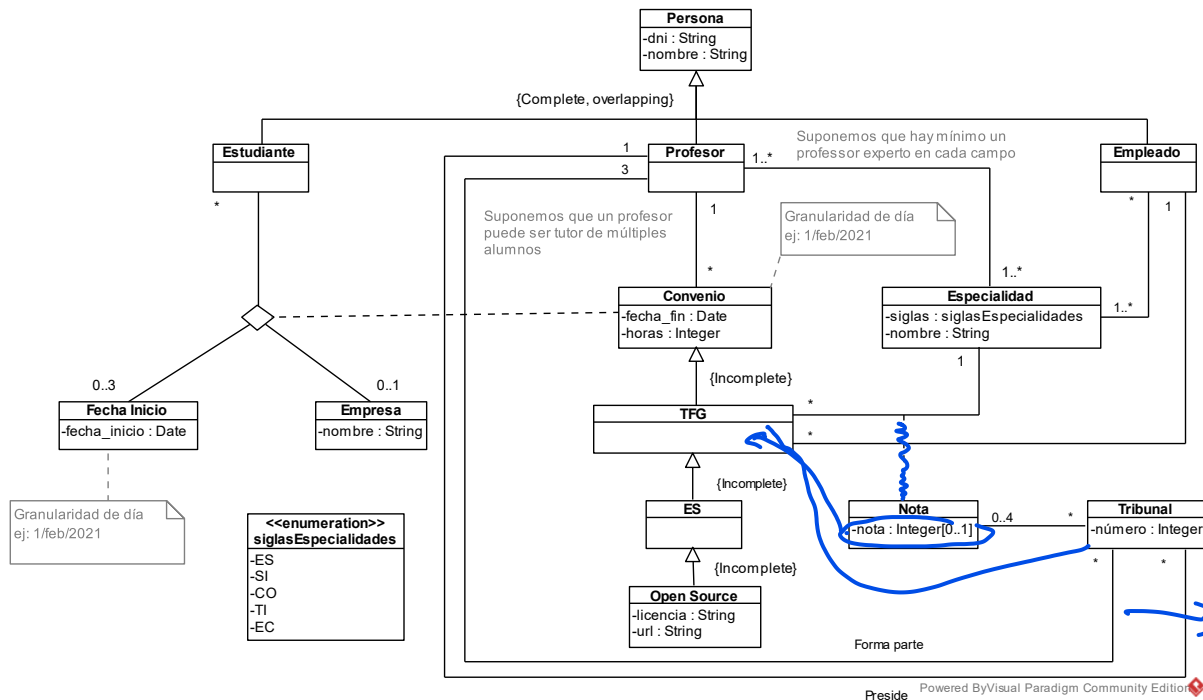 Persona
-dni : String
-nombre : String
{Complete, overlapping}
Estudiante
Profesor
Empleado
Suponemos que hay mínimo un
professor experto en cada campo
1
3
1..*
*
1
*
1
Suponemos que un profesor
puede ser tutor de múltiples
alumnos
Granularidad de día
ej: 1/feb/2021
*
1..*
Convenio
-fecha_fin : Date
-horas : Integer
Especialidad
-siglas : siglasEspecialidades
-nombre : String
1..*
1
{Incomplete}
0..3
0..1
Fecha Inicio
-fecha_inicio : Date
Empresa
-nombre : String
TFG
*
*
{Incomplete}
Granularidad de día
ej: 1/feb/2021
<<enumeration>>
siglasEspecialidades
-ES
-SI
-CO
-TI
-EC
ES
Nota
-nota : Integer[0..1]
0..4
*
Tribunal
-número : Integer
{Incomplete}
*
*
Open Source
-licencia : String
-url : String
Forma parte
Preside
Powered ByVisual Paradigm Community Edition